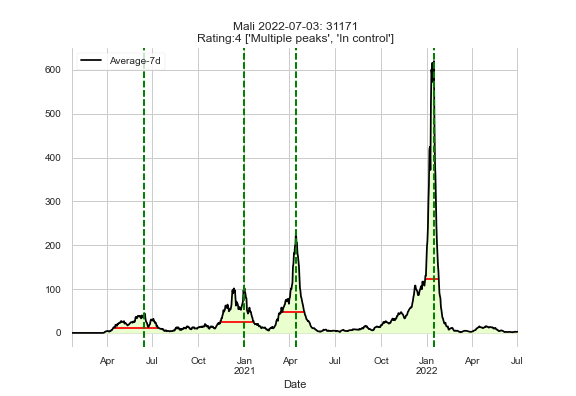 Mali 2022-07-03: 31171
Rating:4 ['Multiple peaks', 'In control']
Average-7d
600
500
400
300
200
100
0
Apr Jul Oct Jan Apr Jul Oct Jan Apr Jul
2021 2022
Date